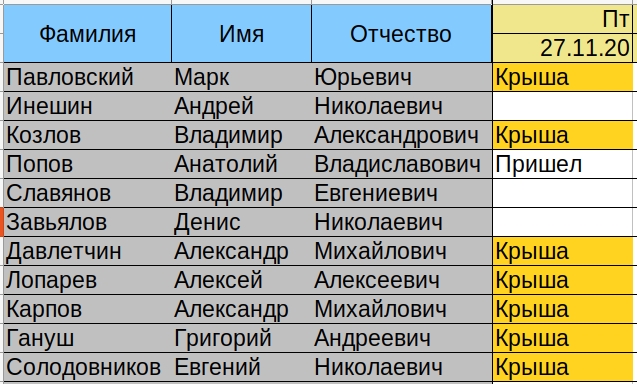 Фамилия Имя Отчество Пт
27.11.20
Павловский Марк Юрьевич Крыша
Инешин Андрей Николаевич
Козлов Владимир Александрович Крыша
Попов Анатолий Владиславович Пришел
Славянов Владимир Евгениевич
Завьялов Денис Николаевич
Давлетчин Александр Михайлович Крыша
Лопарев Алексей Алексеевич Крыша
Карпов Александр Михайлович Крыша
Гануш Григорий Андреевич Крыша
Солодовников Евгений Николаевич Крыша